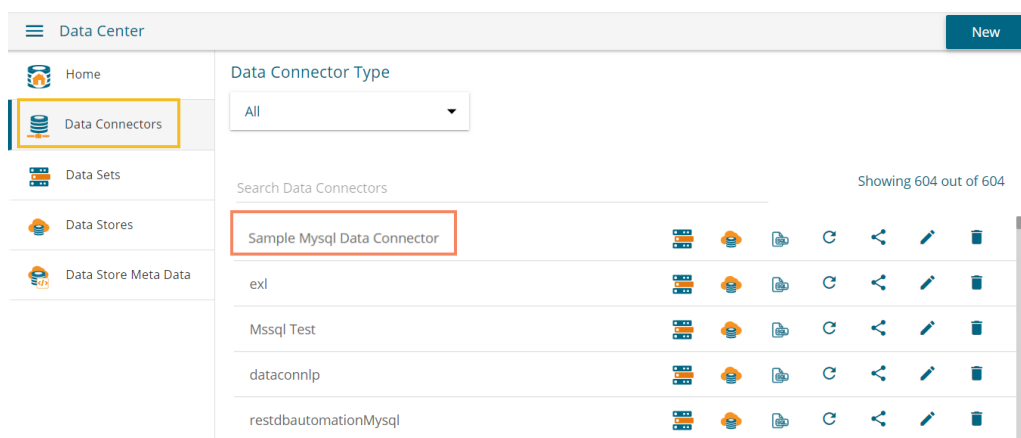 Data Center
New
Home
Data Connectors
Data Sets
Data Stores
Data Store Meta Data
Data Connector Type
All
Search Data Connectors
Showing 604 out of 604
Sample Mysql Data Connector
exl
Mssql Test
dataconnlp
restdbautomationMysql